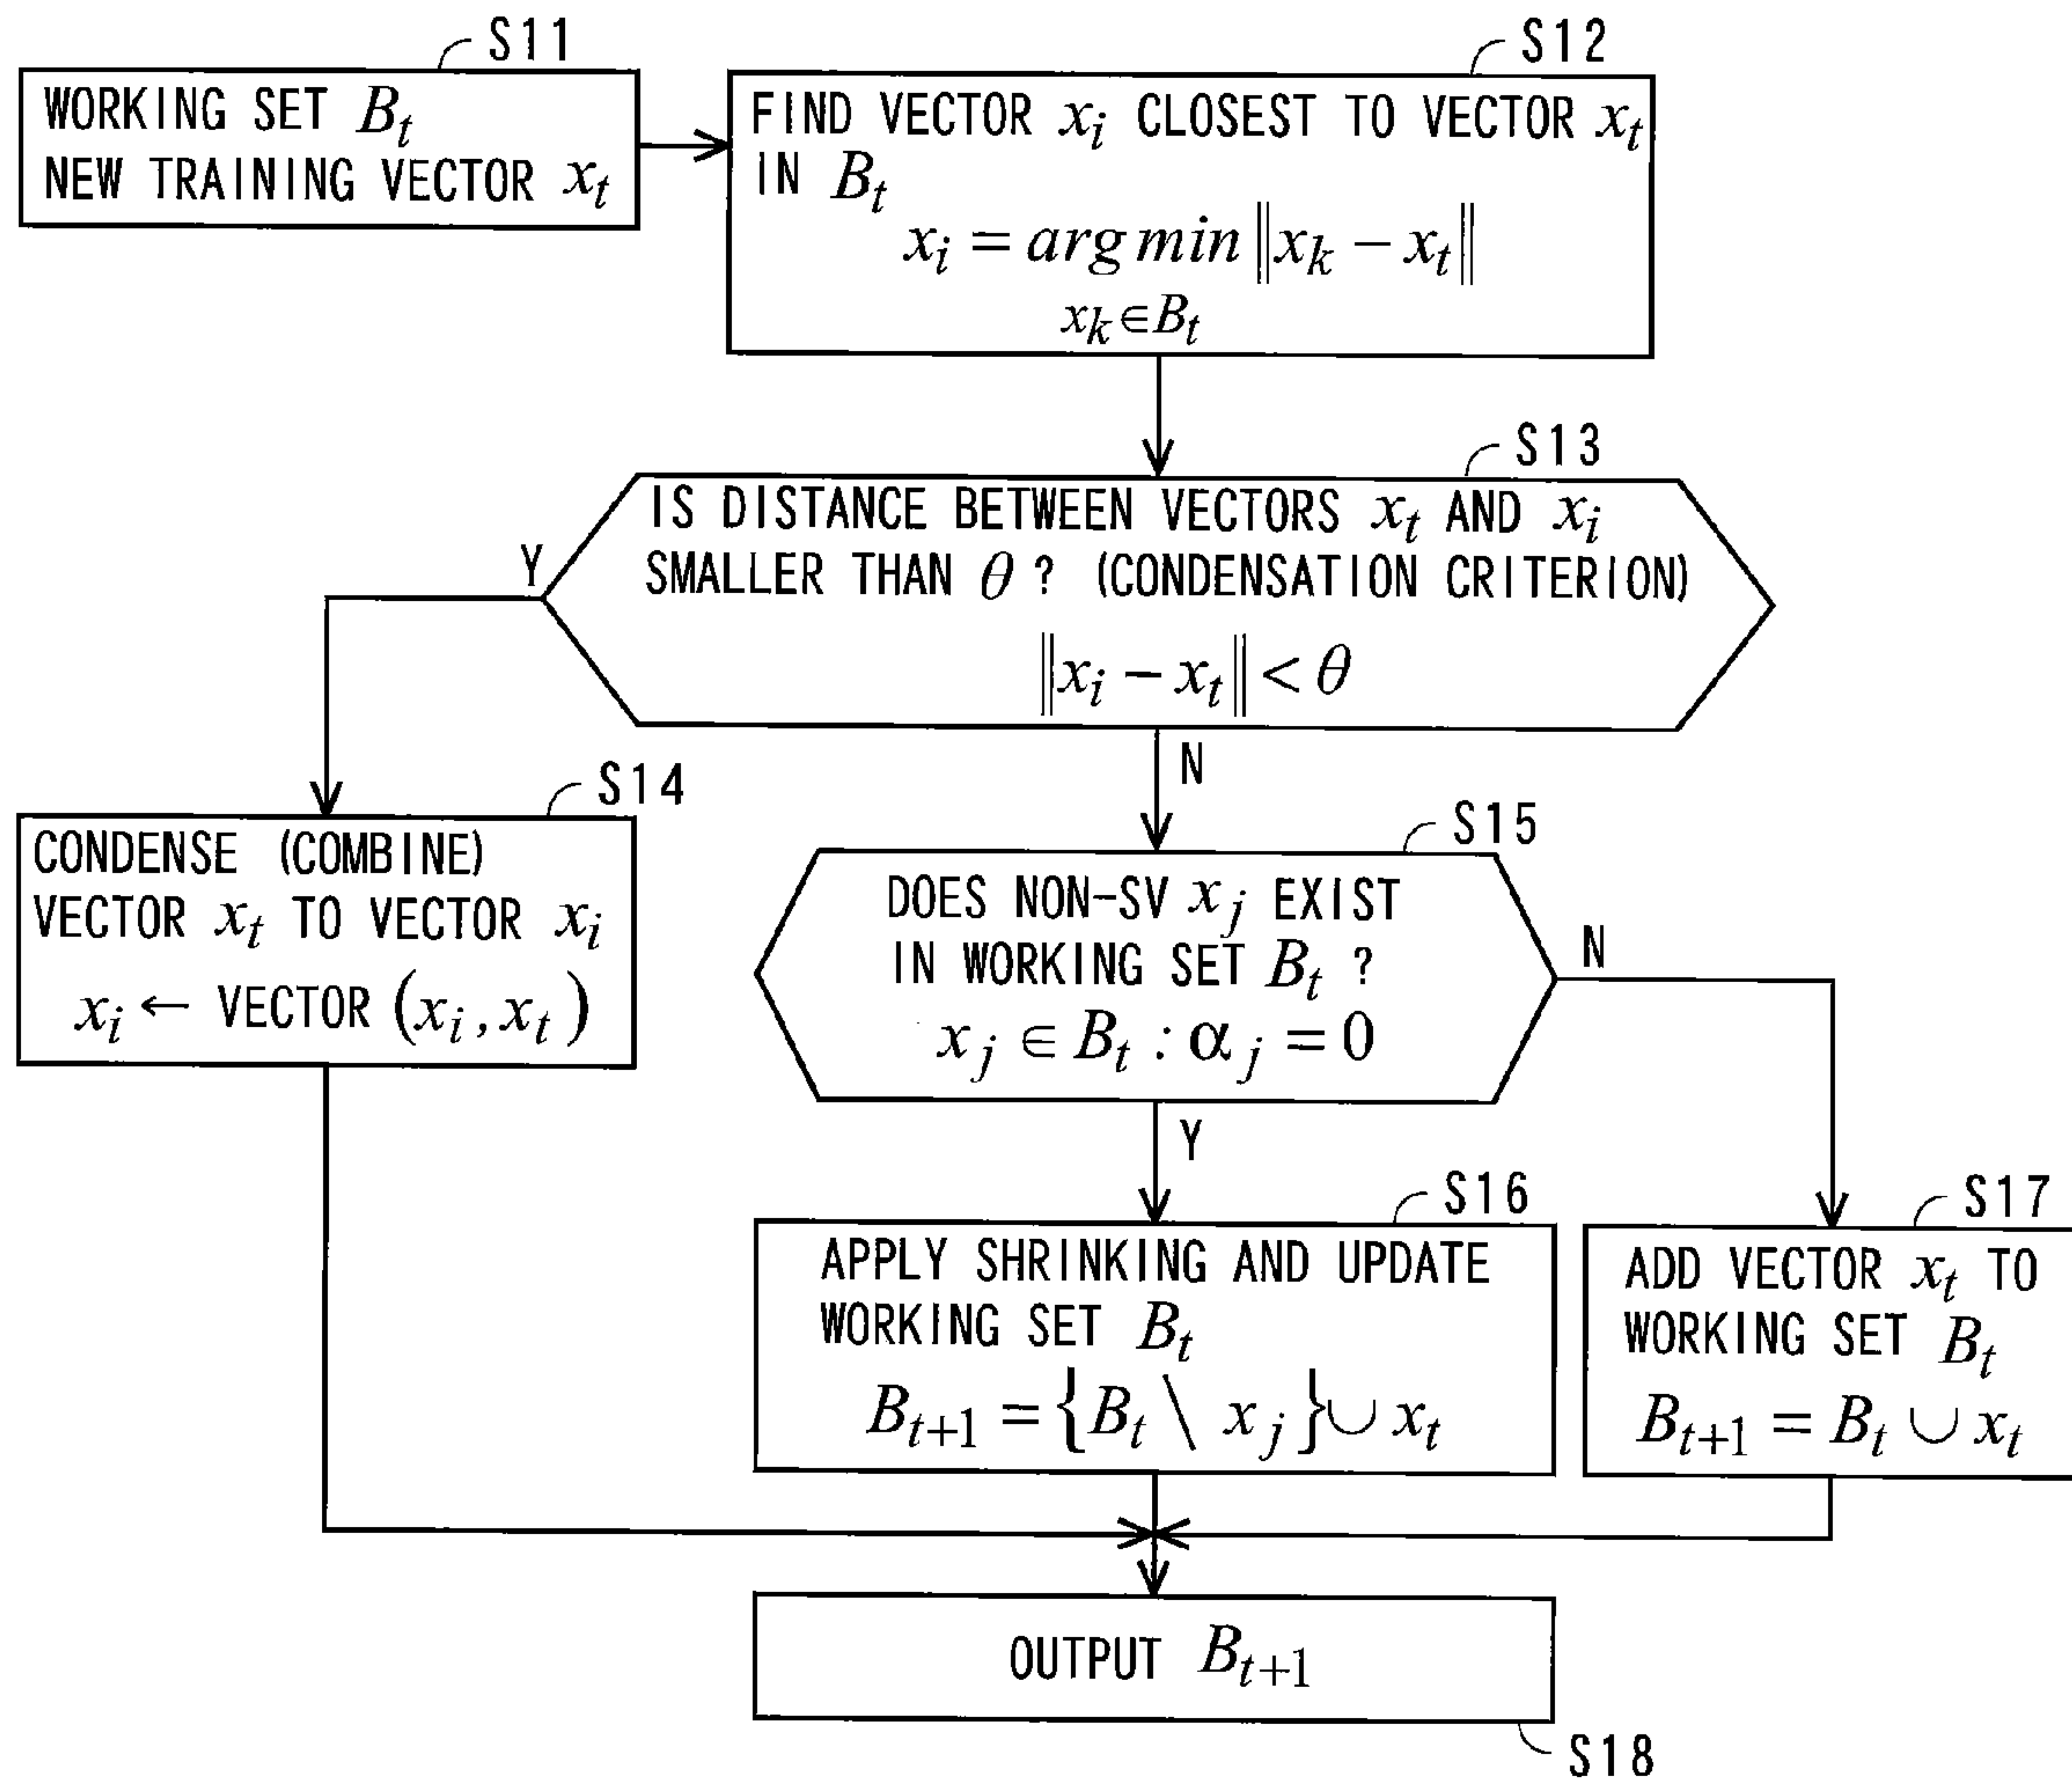 S11
WORKING SET Bt
NEW TRAINING VECTOR xt
S12
FIND VECTOR xi CLOSEST TO VECTOR xt
IN Bt
xi = arg min ‖xk − xt‖
xk∈Bt
S13
IS DISTANCE BETWEEN VECTORS xt AND xi
SMALLER THAN θ ? (CONDENSATION CRITERION)
‖xi − xt‖ < θ
Y
N
S14
CONDENSE (COMBINE)
VECTOR xt TO VECTOR xi
xi ← VECTOR (xi, xt)
S15
DOES NON-SV xj EXIST
IN WORKING SET Bt ?
xj ∈ Bt : αj = 0
N
Y
S16
APPLY SHRINKING AND UPDATE
WORKING SET Bt
Bt+1 = {Bt \ xj} ∪ xt
S17
ADD VECTOR xt TO
WORKING SET Bt
Bt+1 = Bt ∪ xt
OUTPUT Bt+1
S18